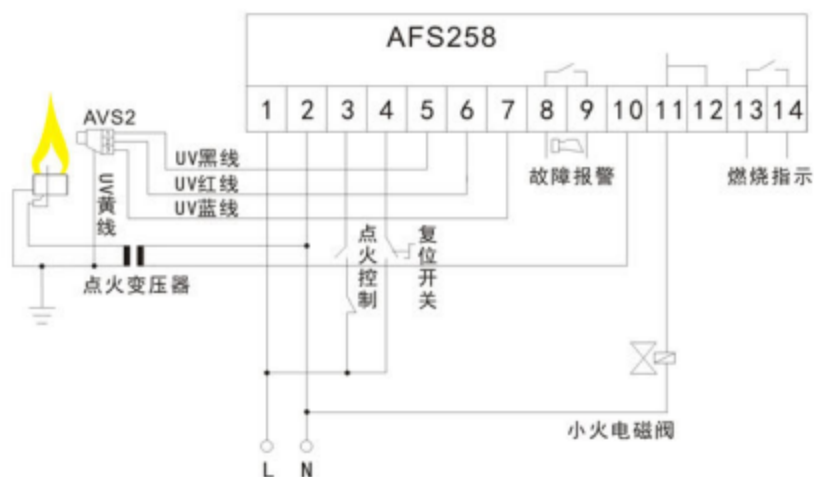 AFS258
1 2 3 4 5 6 7 8 9 10 11 12 13 14
AVS2
UV黑线
UV红线
UV蓝线
UV黄线
故障报警
燃烧指示
点火控制
复位开关
点火变压器
小火电磁阀
L N